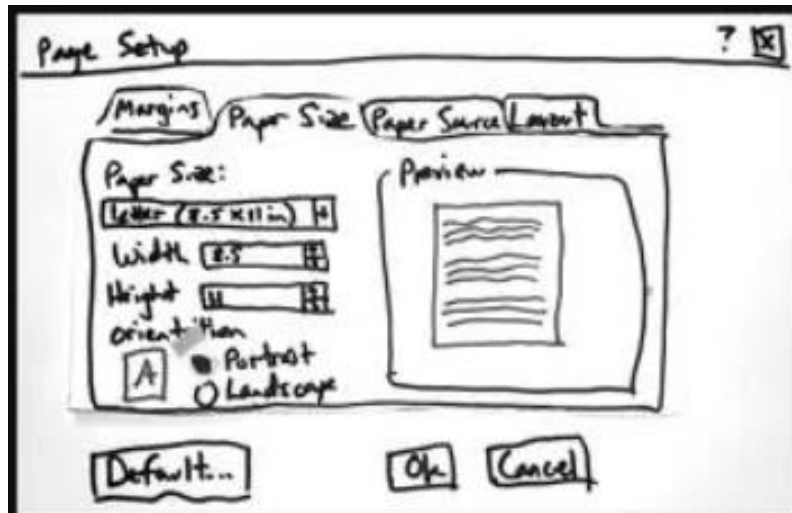 Page Setup ? X
Margins Paper Size Paper Source Layout
Paper Size: Preview
Letter (8.5 x 11 in)
Width 8.5
Height 11
orientation
A Portrait
Landscape
Default... Ok Cancel